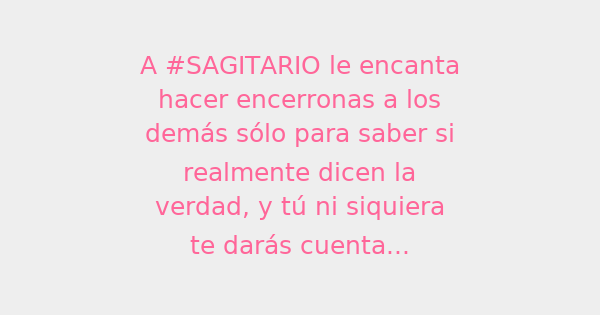 A #SAGITARIO le encanta
hacer encerronas a los
demás sólo para saber si
realmente dicen la
verdad, y tú ni siquiera
te darás cuenta...